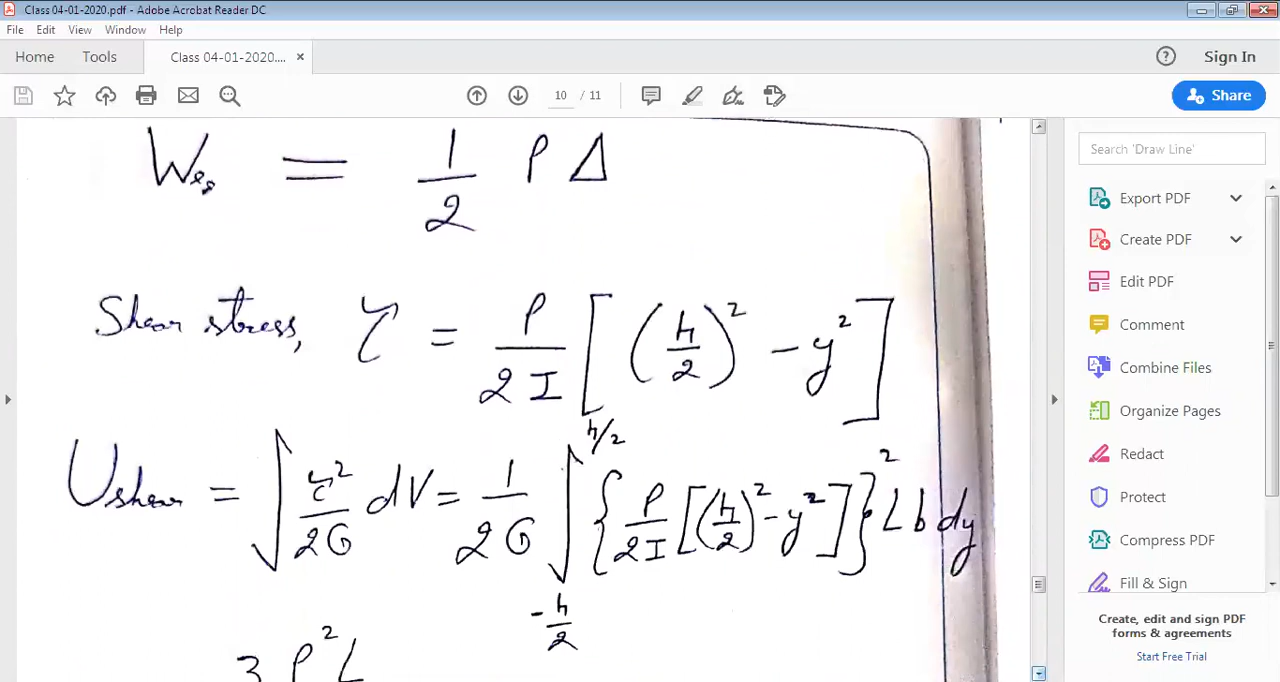 Class 04-01-2020.pdf - Adobe Acrobat Reader DC
File Edit View Window Help
Home Tools Class 04-01-2020.... × Sign In
10 / 11 Share
W_es = 1/2 P Δ
Shear stress, τ = P/2I [(h/2)² - y²]
U_shear = ∫ τ²/2G dV = 1/2G ∫_{-h/2}^{h/2} {P/2I [(h/2)² - y²]}² L b dy
3 P² L
Search 'Draw Line'
Export PDF
Create PDF
Edit PDF
Comment
Combine Files
Organize Pages
Redact
Protect
Compress PDF
Fill & Sign
Create, edit and sign PDF
forms & agreements
Start Free Trial